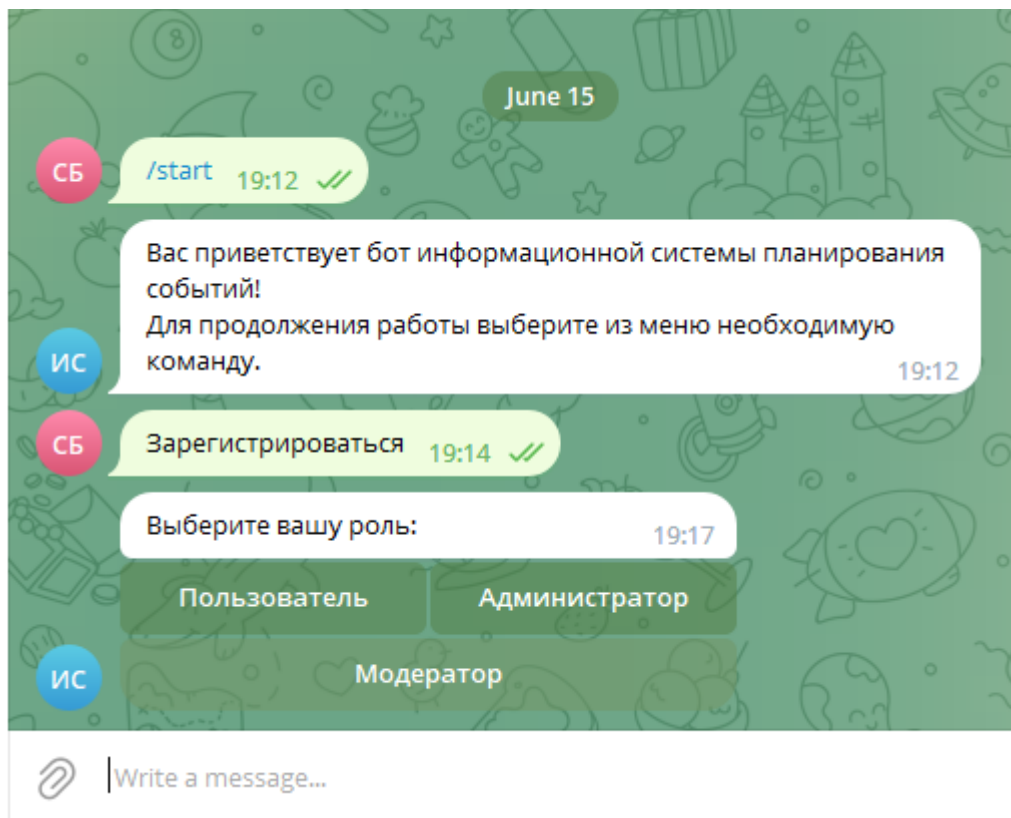 June 15
СБ
/start 19:12
Вас приветствует бот информационной системы планирования
событий!
Для продолжения работы выберите из меню необходимую
команду.
19:12
ИС
СБ
Зарегистрироваться 19:14
Выберите вашу роль:
19:17
Пользователь Администратор
ИС
Модератор
Write a message...